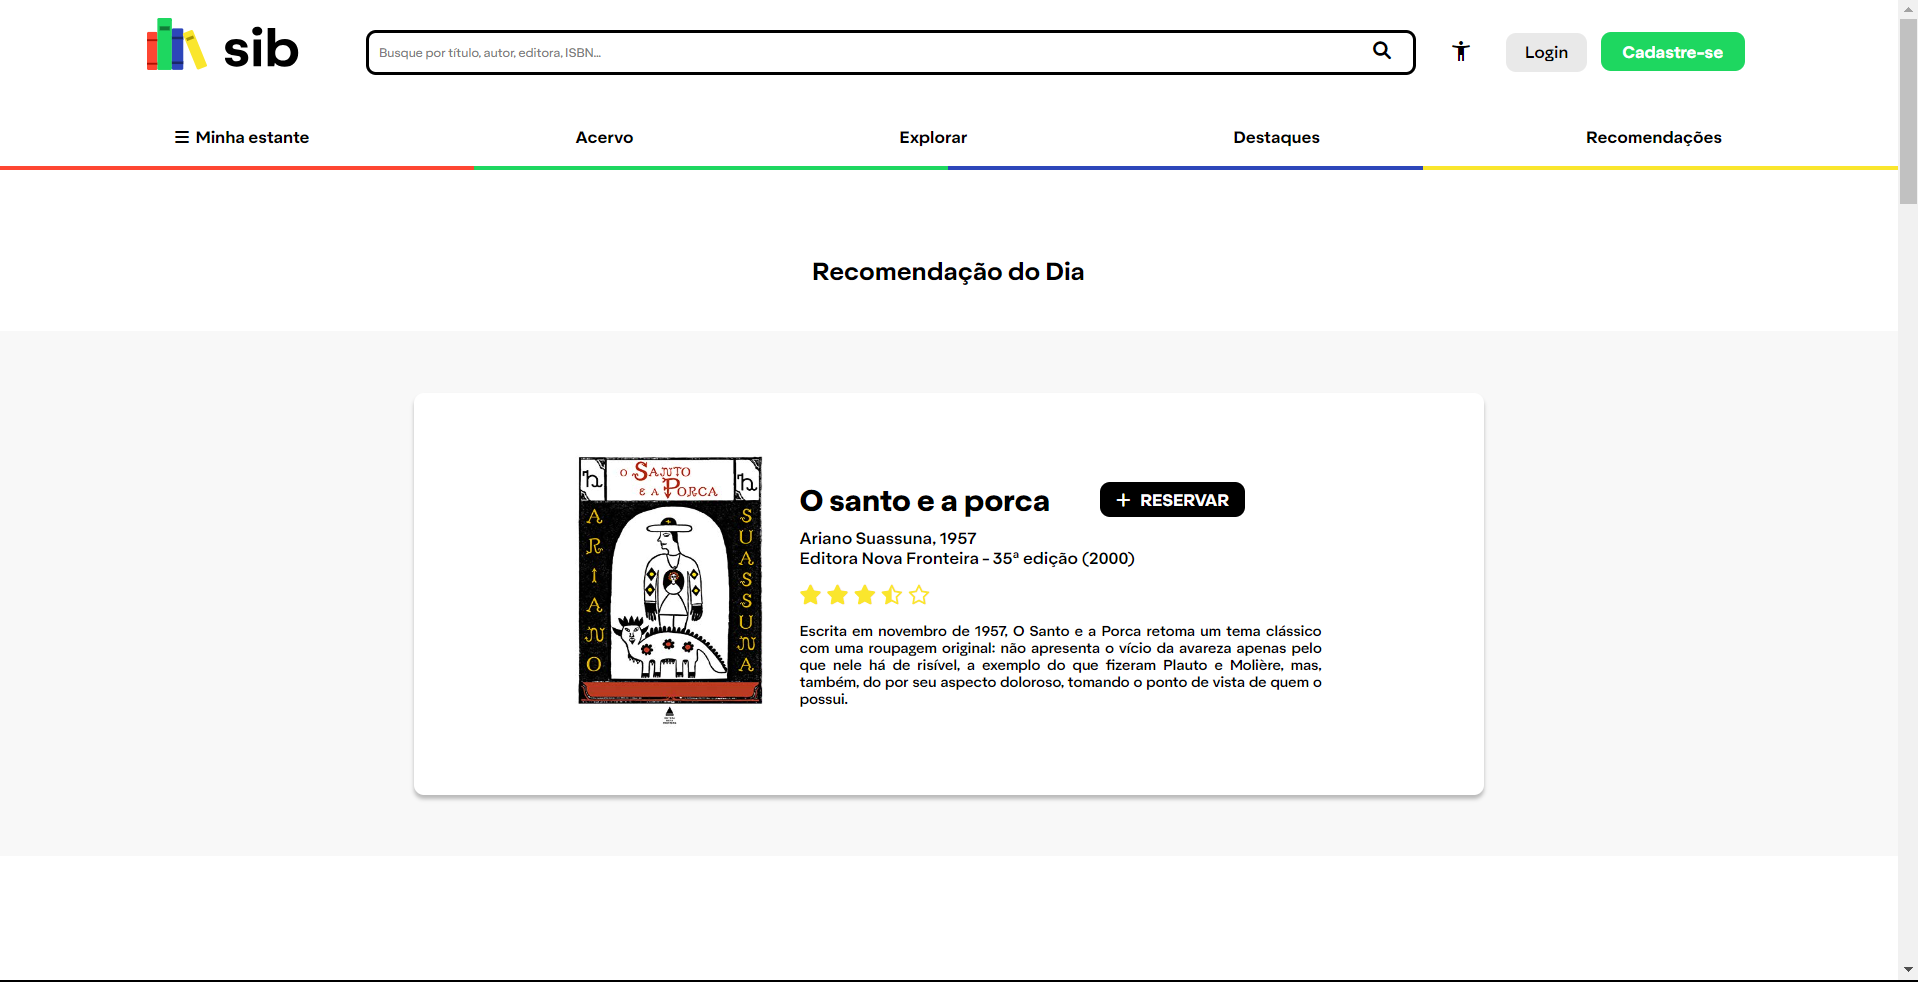 sib
Busque por título, autor, editora, ISBN...
Login
Cadastre-se
Minha estante
Acervo
Explorar
Destaques
Recomendações
Recomendação do Dia
O SANTO
E A PORCA
h
h
ARIANO
SUASSUNA
O santo e a porca
+ RESERVAR
Ariano Suassuna, 1957
Editora Nova Fronteira - 35ª edição (2000)
Escrita em novembro de 1957, O Santo e a Porca retoma um tema clássico
com uma roupagem original: não apresenta o vício da avareza apenas pelo
que nele há de risível, a exemplo do que fizeram Plauto e Molière, mas,
também, do por seu aspecto doloroso, tomando o ponto de vista de quem o
possui.